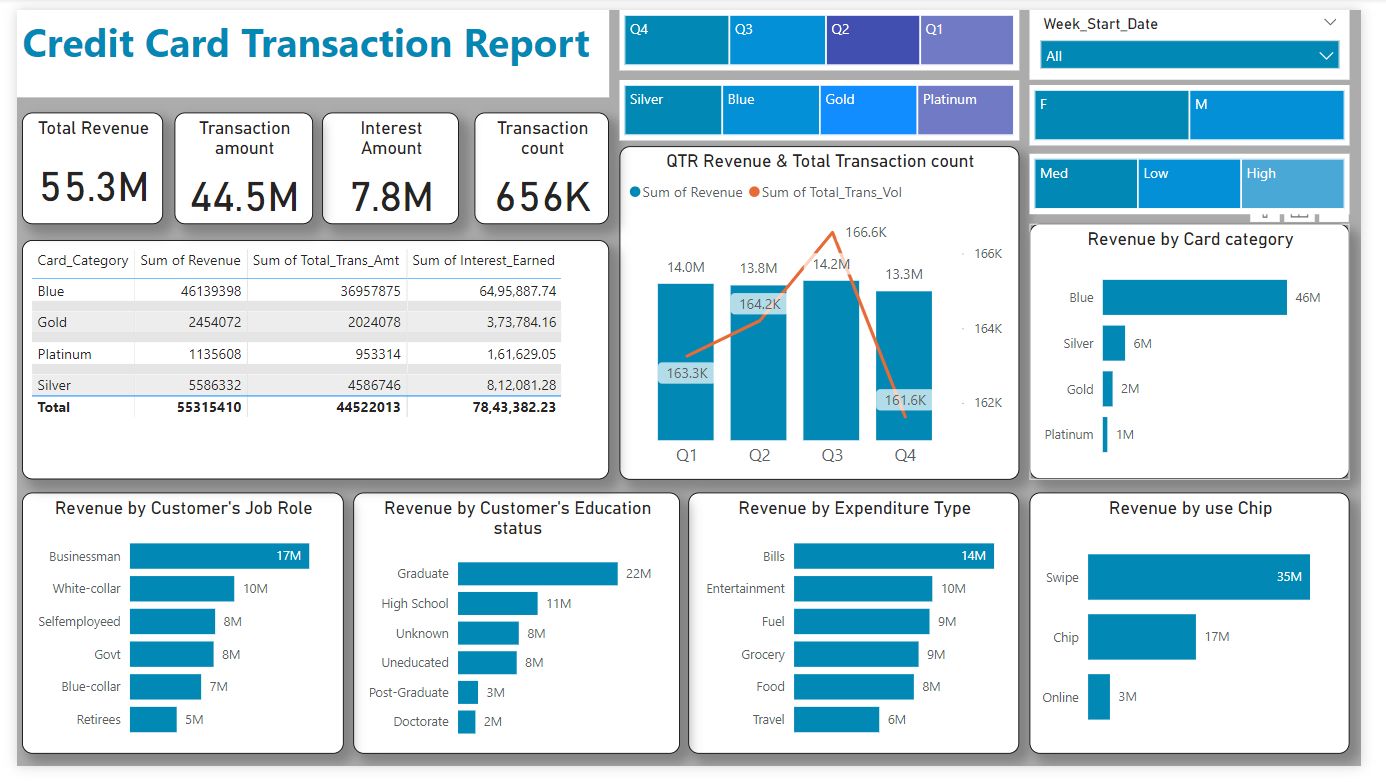 Credit Card Transaction Report
Q4 Q3 Q2 Q1
Silver Blue Gold Platinum
Week_Start_Date
All
F M
Med Low High
Total Revenue
55.3M
Transaction
amount
44.5M
Interest
Amount
7.8M
Transaction
count
656K
Card_Category Sum of Revenue Sum of Total_Trans_Amt Sum of Interest_Earned
Blue 46139398 36957875 64,95,887.74
Gold 2454072 2024078 3,73,784.16
Platinum 1135608 953314 1,61,629.05
Silver 5586332 4586746 8,12,081.28
Total 55315410 44522013 78,43,382.23
QTR Revenue & Total Transaction count
Sum of Revenue Sum of Total_Trans_Vol
166.6K
166K
14.0M 13.8M 14.2M 13.3M
164.2K
164K
163.3K
161.6K
162K
Q1 Q2 Q3 Q4
Revenue by Card category
Blue 46M
Silver 6M
Gold 2M
Platinum 1M
Revenue by Customer's Job Role
Businessman 17M
White-collar 10M
Selfemployeed 8M
Govt 8M
Blue-collar 7M
Retirees 5M
Revenue by Customer's Education
status
Graduate 22M
High School 11M
Unknown 8M
Uneducated 8M
Post-Graduate 3M
Doctorate 2M
Revenue by Expenditure Type
Bills 14M
Entertainment 10M
Fuel 9M
Grocery 9M
Food 8M
Travel 6M
Revenue by use Chip
Swipe 35M
Chip 17M
Online 3M